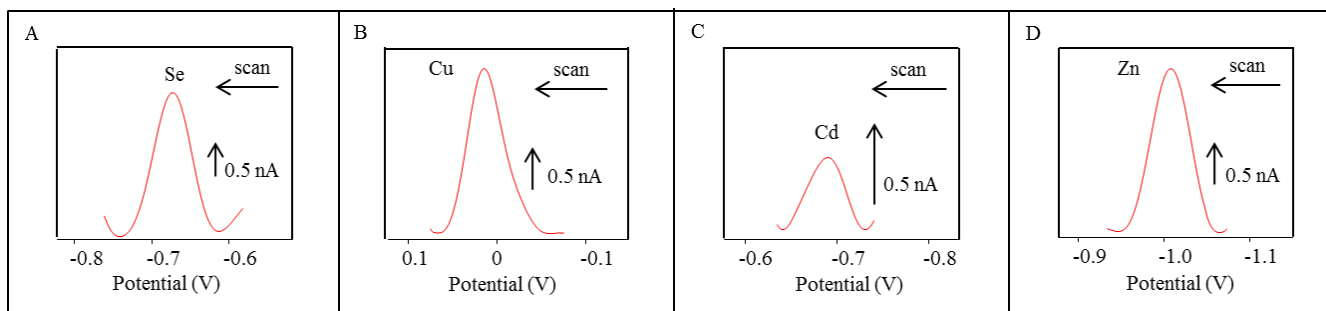 A
Se
scan
0.5 nA
-0.8 -0.7 -0.6
Potential (V)
B
Cu
scan
0.5 nA
0.1 0 -0.1
Potential (V)
C
scan
Cd
0.5 nA
-0.6 -0.7 -0.8
Potential (V)
D
Zn
scan
0.5 nA
-0.9 -1.0 -1.1
Potential (V)